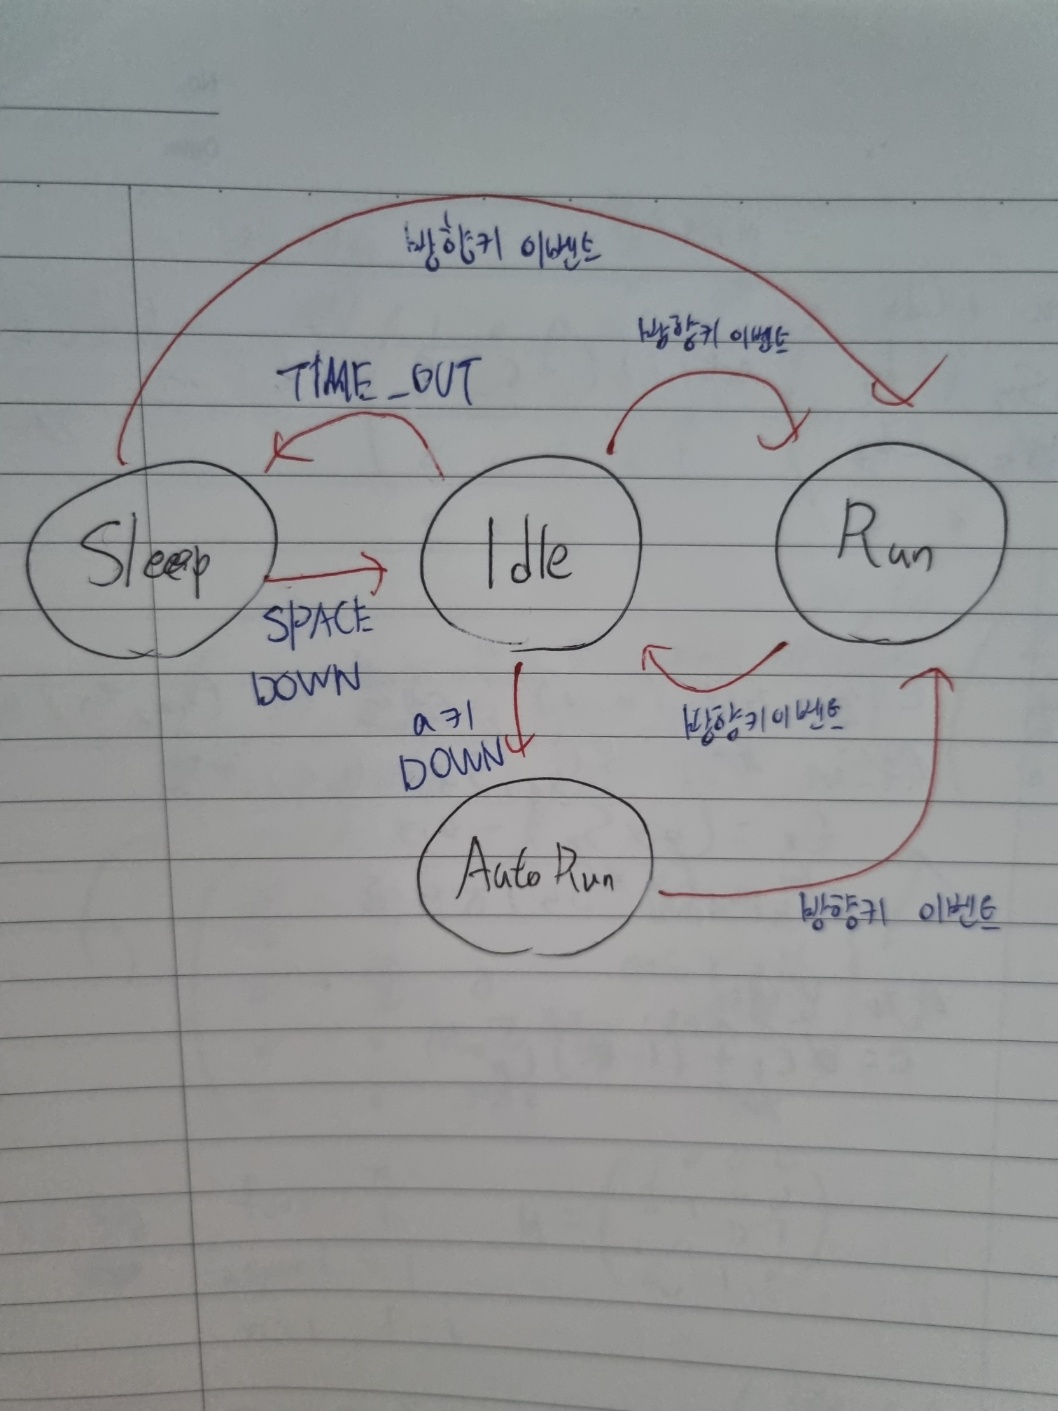 방향키 이벤트
방향키 이벤트
TIME_OUT
Sleep
Idle
Run
SPACE
DOWN
a키
DOWN
방향키 이벤트
Auto Run
방향키 이벤트